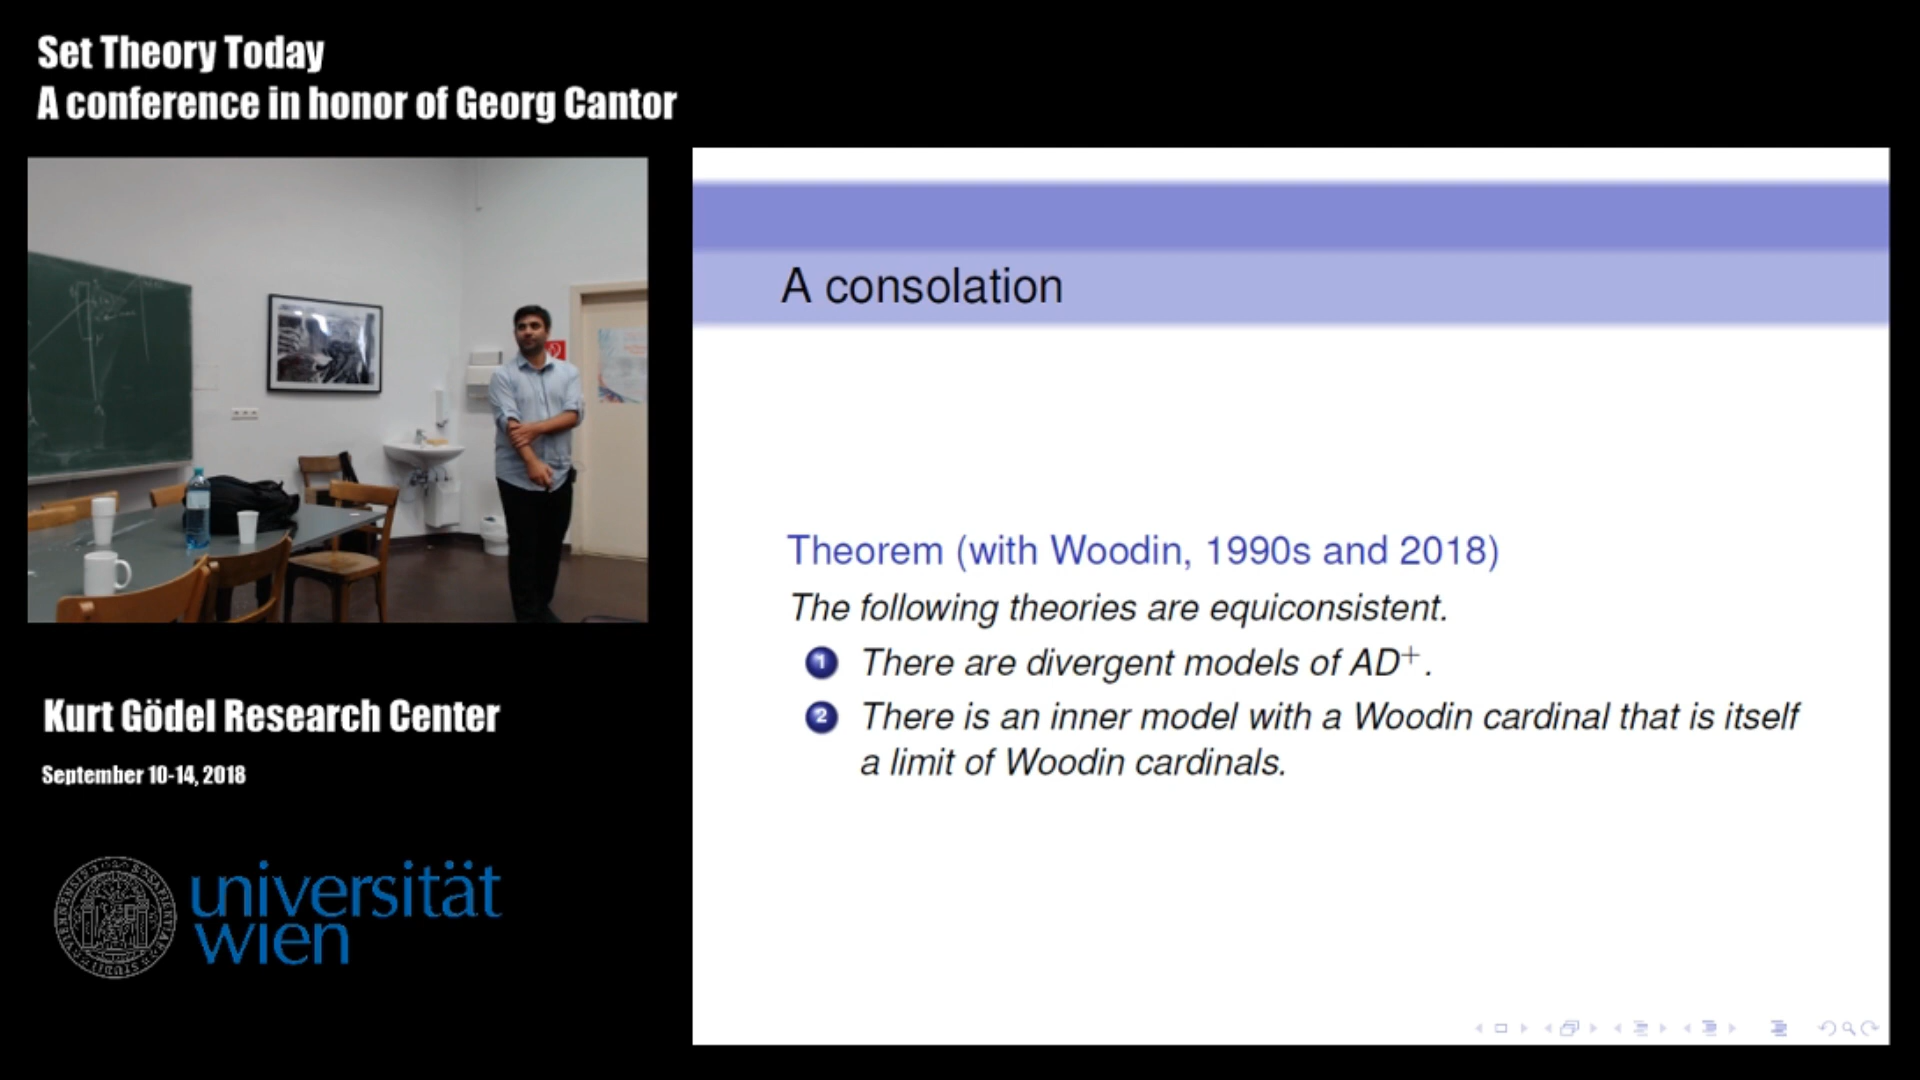 Set Theory Today
A conference in honor of Georg Cantor
A consolation
Theorem (with Woodin, 1990s and 2018)
The following theories are equiconsistent.
1 There are divergent models of AD⁺.
2 There is an inner model with a Woodin cardinal that is itself
a limit of Woodin cardinals.
Kurt Gödel Research Center
September 10-14, 2018
universität
wien